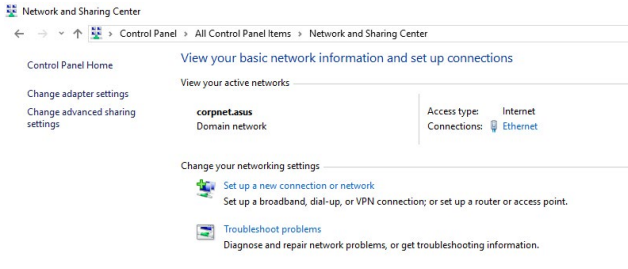 Network and Sharing Center
Control Panel > All Control Panel Items > Network and Sharing Center
Control Panel Home
Change adapter settings
Change advanced sharing
settings
View your basic network information and set up connections
View your active networks
corpnet.asus
Domain network
Access type: Internet
Connections: Ethernet
Change your networking settings
Set up a new connection or network
Set up a broadband, dial-up, or VPN connection; or set up a router or access point.
Troubleshoot problems
Diagnose and repair network problems, or get troubleshooting information.